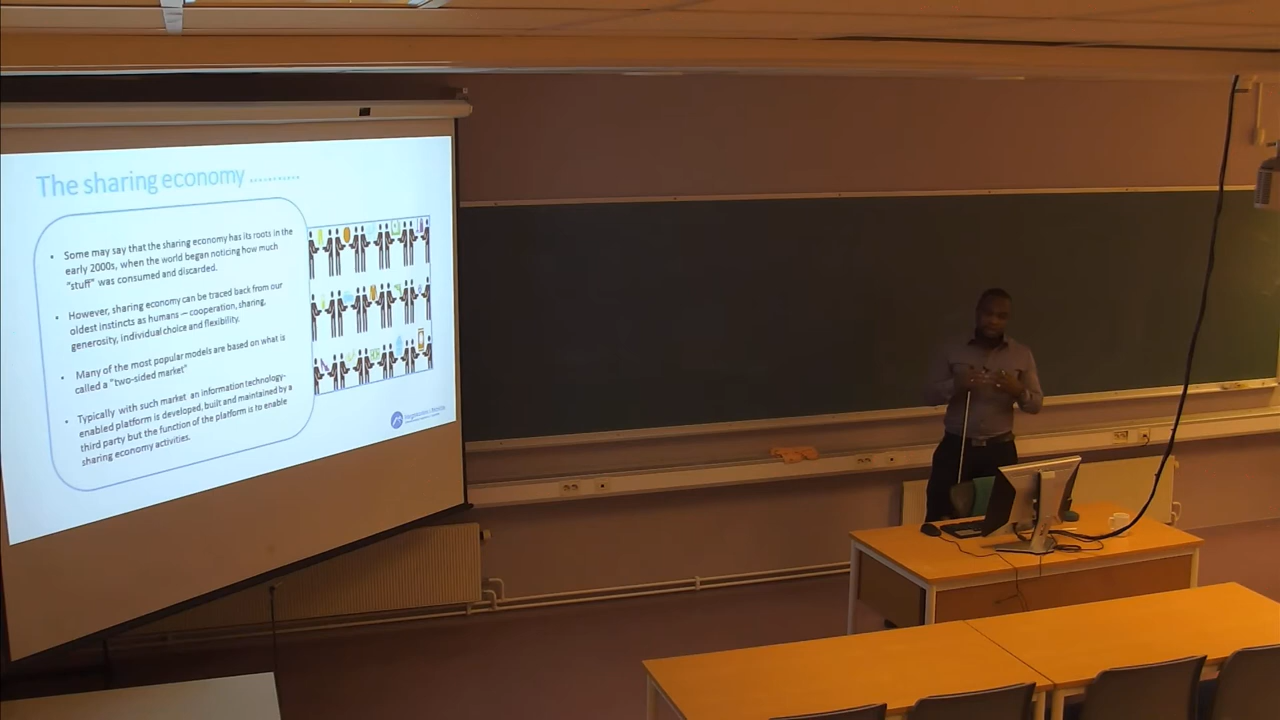 The sharing economy ..........
• Some may say that the sharing economy has its roots in the
early 2000s, when the world began noticing how much
"stuff" was consumed and discarded.
• However, sharing economy can be traced back from our
oldest instincts as humans – cooperation, sharing,
generosity, individual choice and flexibility.
• Many of the most popular models are based on what is
called a "two-sided market"
• Typically with such market an information technology-
enabled platform is developed, built and maintained by a
third party but the function of the platform is to enable
sharing economy activities.